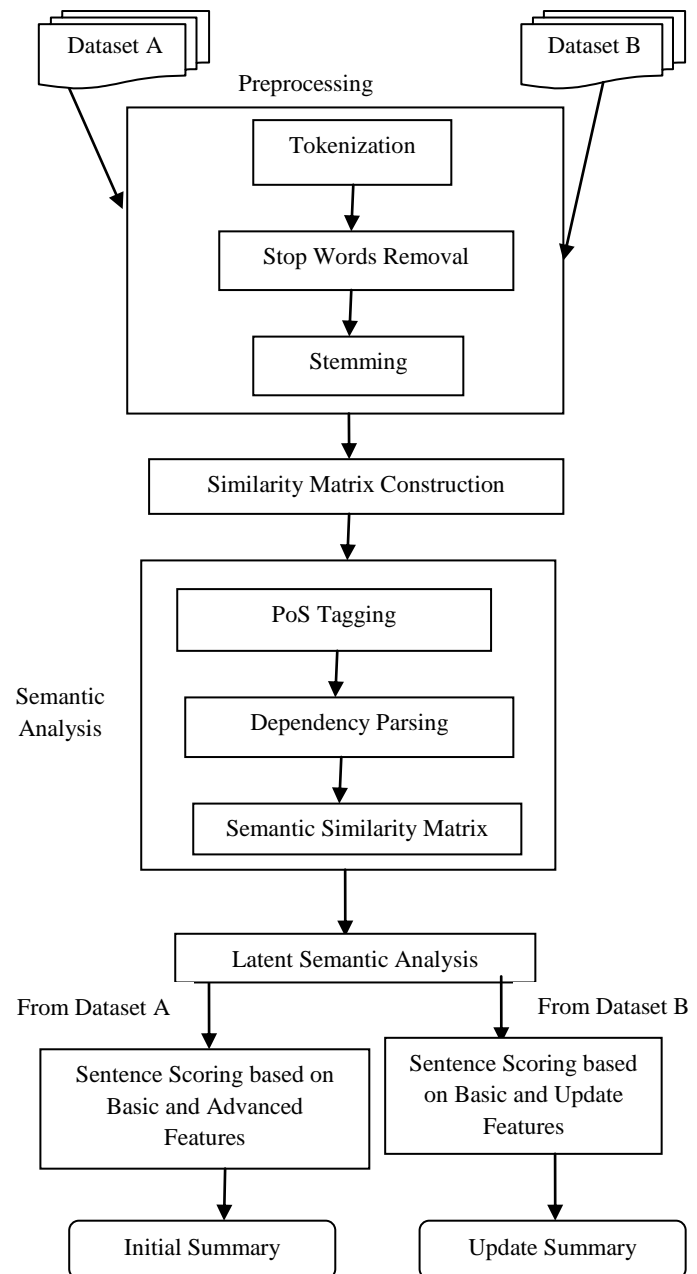 Dataset A
Dataset B
Preprocessing
Tokenization
Stop Words Removal
Stemming
Similarity Matrix Construction
PoS Tagging
Semantic
Analysis
Dependency Parsing
Semantic Similarity Matrix
Latent Semantic Analysis
From Dataset A
From Dataset B
Sentence Scoring based on
Basic and Advanced
Features
Sentence Scoring based
on Basic and Update
Features
Initial Summary
Update Summary